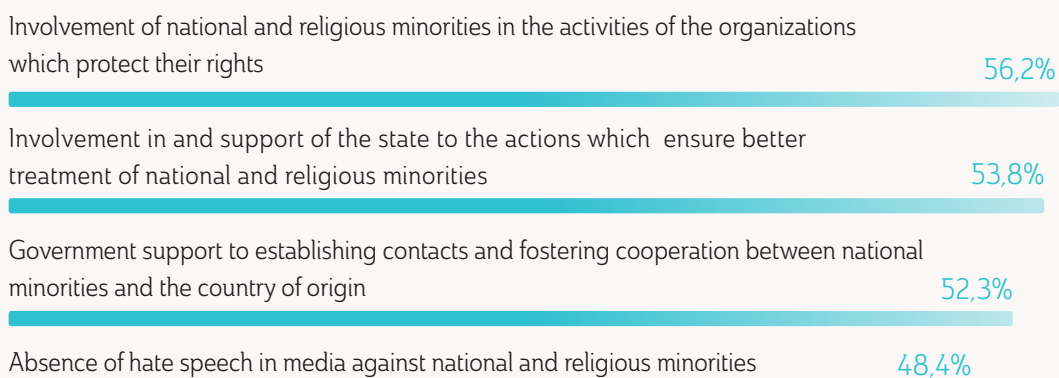 Involvement of national and religious minorities in the activities of the organizations
which protect their rights
56,2%
Involvement in and support of the state to the actions which ensure better
treatment of national and religious minorities
53,8%
Government support to establishing contacts and fostering cooperation between national
minorities and the country of origin
52,3%
Absence of hate speech in media against national and religious minorities
48,4%